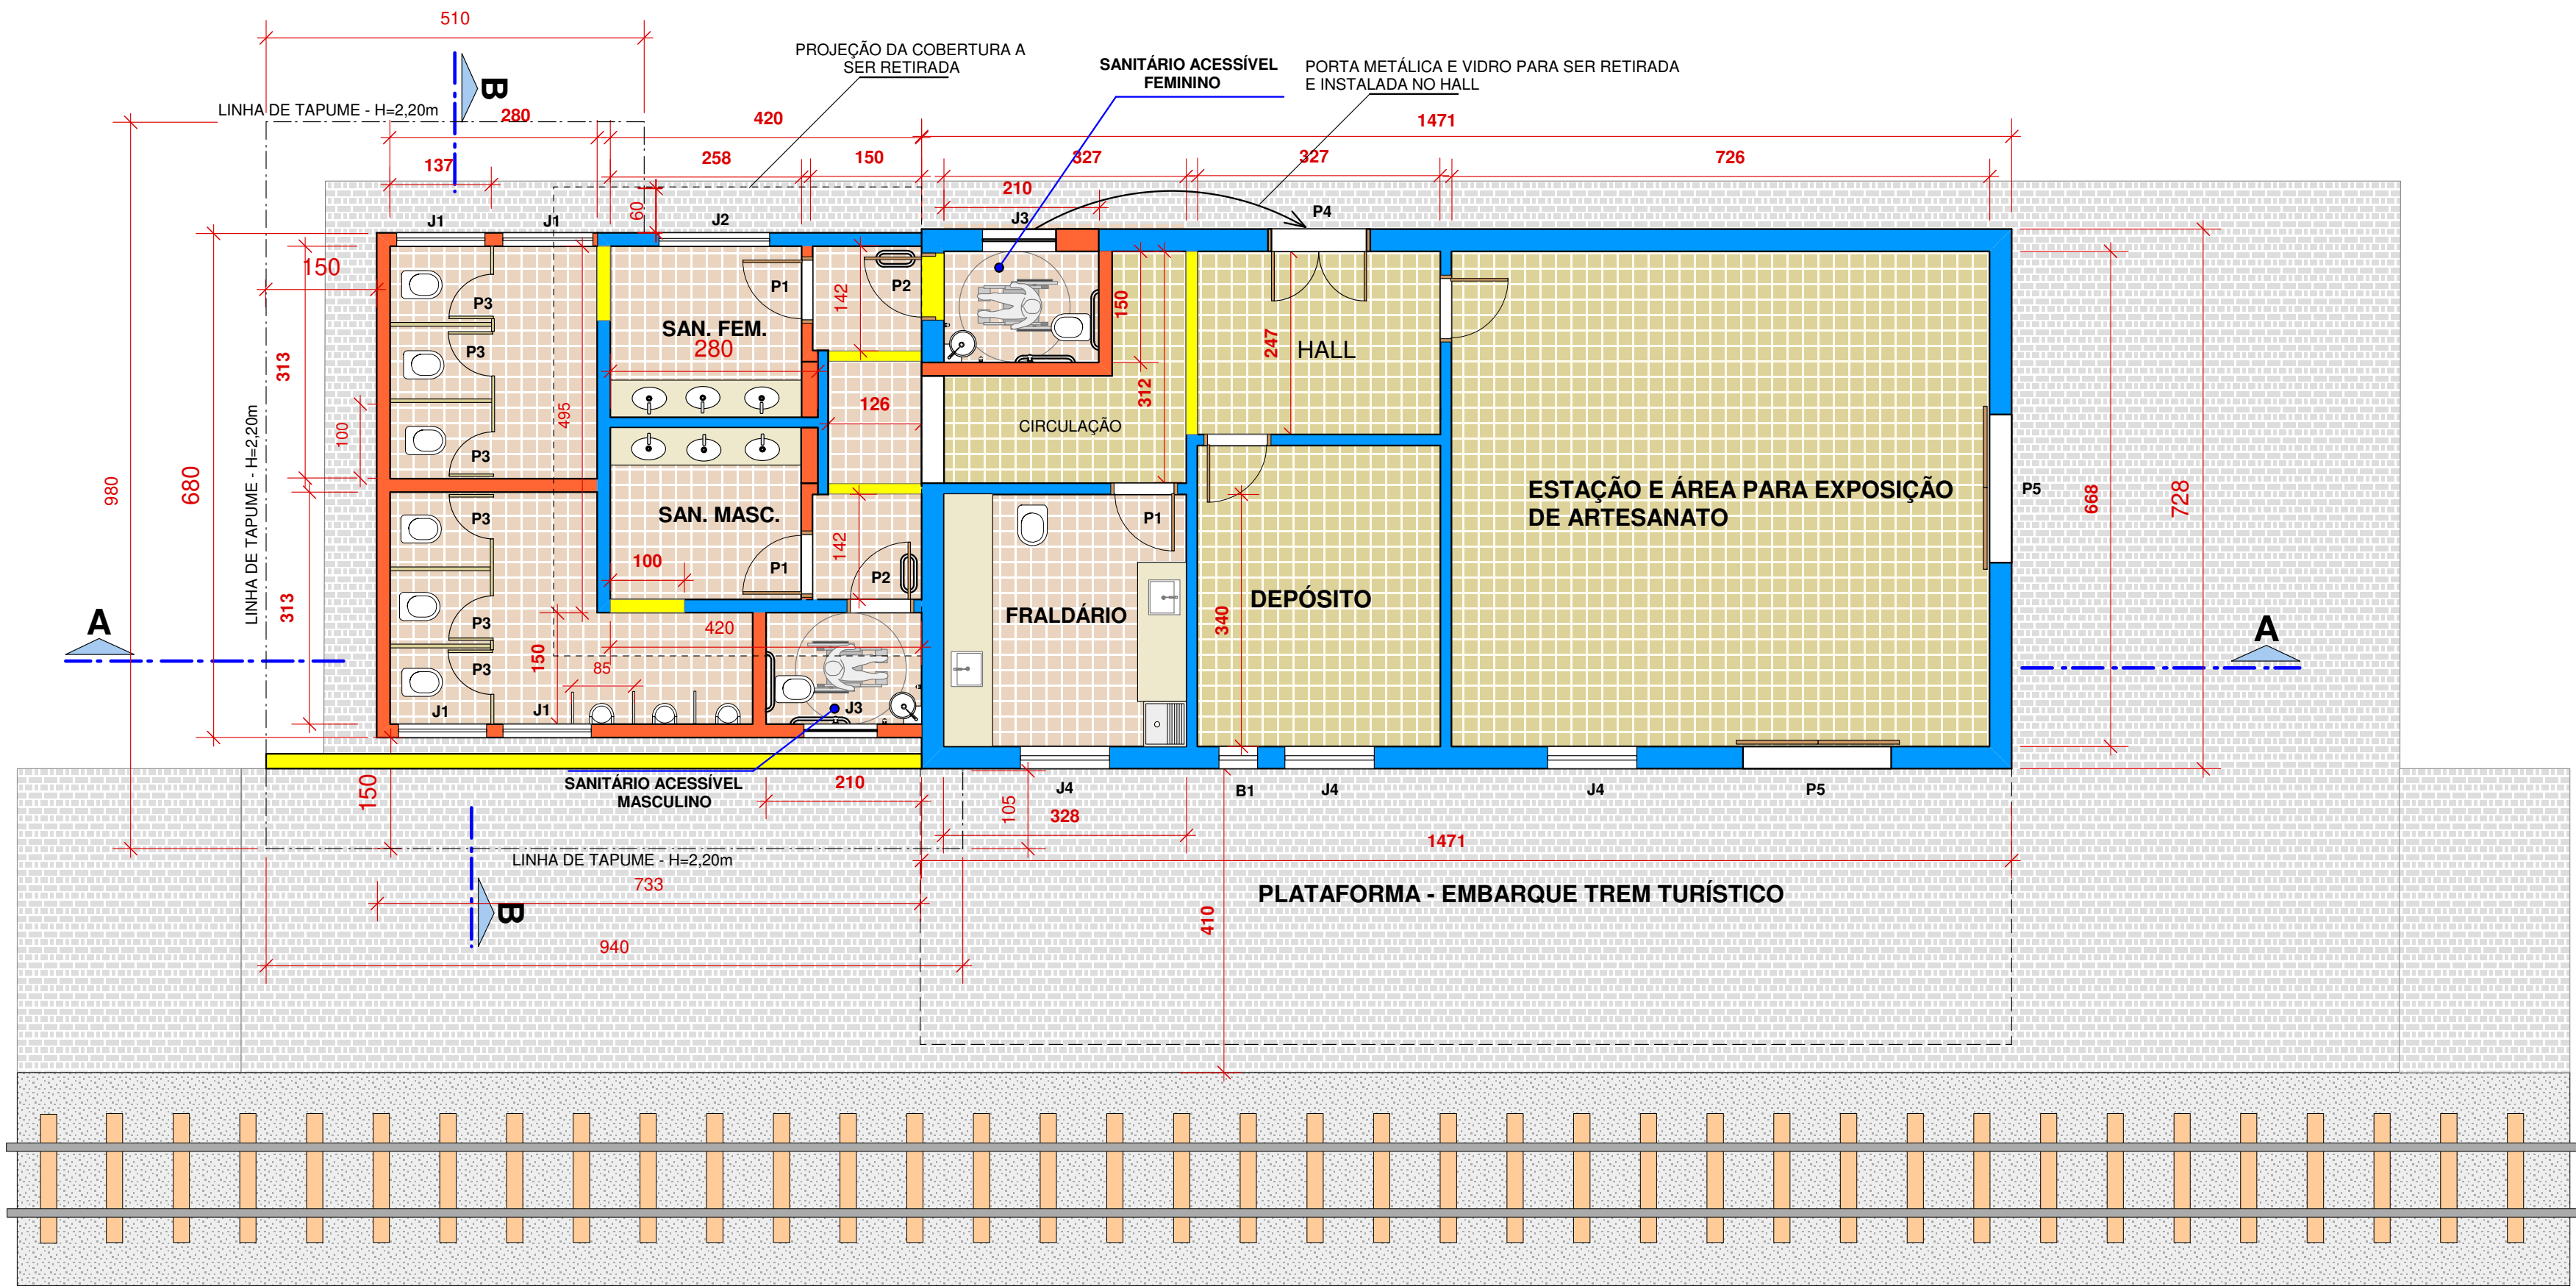 510
PROJEÇÃO DA COBERTURA A
SER RETIRADA
SANITÁRIO ACESSÍVEL
FEMININO
PORTA METÁLICA E VIDRO PARA SER RETIRADA
E INSTALADA NO HALL
B
LINHA DE TAPUME - H=2,20m
280
420
1471
137
258
150
327
327
726
210
J1
J1
60
J2
J3
P4
150
P3
P1
142
P2
150
SAN. FEM.
280
247
HALL
P3
313
312
100
495
126
CIRCULAÇÃO
P3
LINHA DE TAPUME - H=2,20m
980
680
ESTAÇÃO E ÁREA PARA EXPOSIÇÃO
DE ARTESANATO
P5
668
728
P3
SAN. MASC.
P1
142
100
P1
P2
313
DEPÓSITO
FRALDÁRIO
340
A
P3
420
A
150
85
P3
J1
J1
J3
150
SANITÁRIO ACESSÍVEL
MASCULINO
210
105
J4
B1
J4
J4
P5
328
1471
LINHA DE TAPUME - H=2,20m
733
PLATAFORMA - EMBARQUE TREM TURÍSTICO
B
410
940